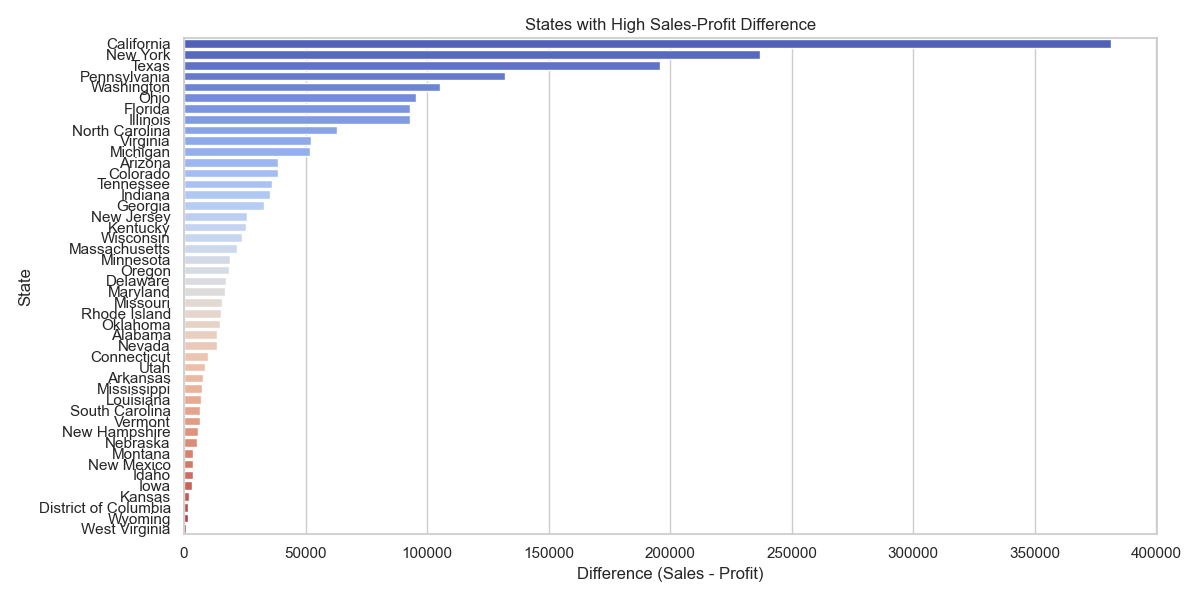 States with High Sales-Profit Difference
California
New York
Texas
Pennsylvania
Washington
Ohio
Florida
Illinois
North Carolina
Virginia
Michigan
Arizona
Colorado
Tennessee
Indiana
Georgia
New Jersey
Kentucky
Wisconsin
Massachusetts
Minnesota
Oregon
Delaware
Maryland
Missouri
Rhode Island
Oklahoma
Alabama
Nevada
Connecticut
Utah
Arkansas
Mississippi
Louisiana
South Carolina
Vermont
New Hampshire
Nebraska
Montana
New Mexico
Idaho
Iowa
Kansas
District of Columbia
Wyoming
West Virginia
State
0 50000 100000 150000 200000 250000 300000 350000 400000
Difference (Sales - Profit)